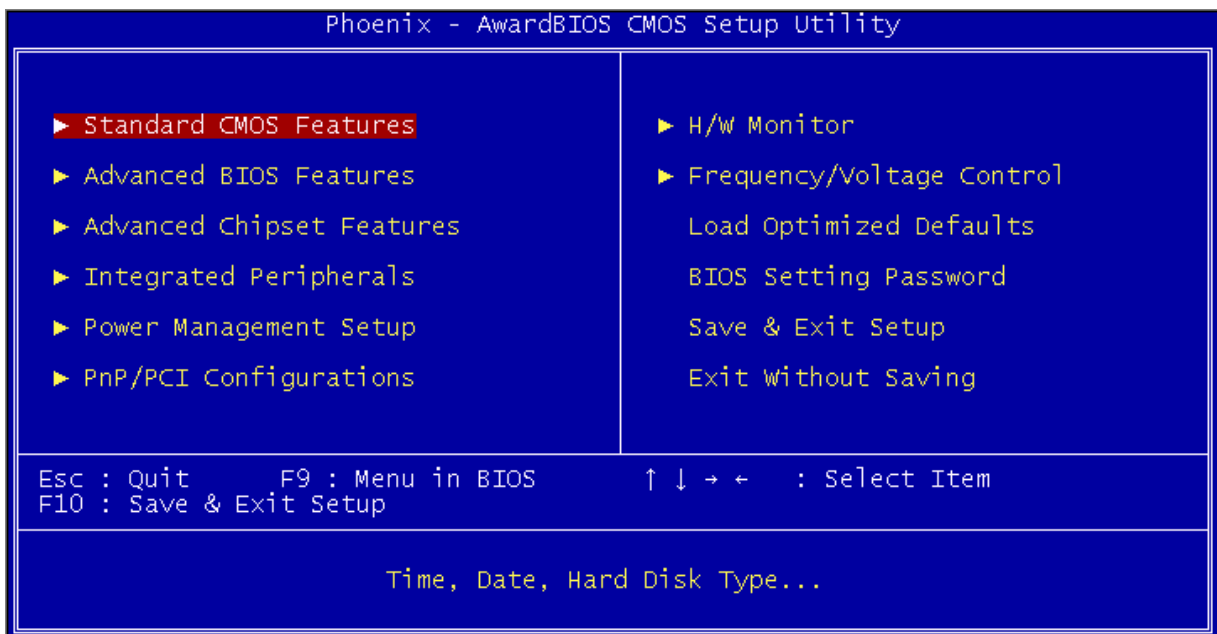 Phoenix - AwardBIOS CMOS Setup Utility
► Standard CMOS Features
► Advanced BIOS Features
► Advanced Chipset Features
► Integrated Peripherals
► Power Management Setup
► PnP/PCI Configurations
► H/W Monitor
► Frequency/Voltage Control
Load Optimized Defaults
BIOS Setting Password
Save & Exit Setup
Exit Without Saving
Esc : Quit F9 : Menu in BIOS ↑ ↓ → ← : Select Item
F10 : Save & Exit Setup
Time, Date, Hard Disk Type...